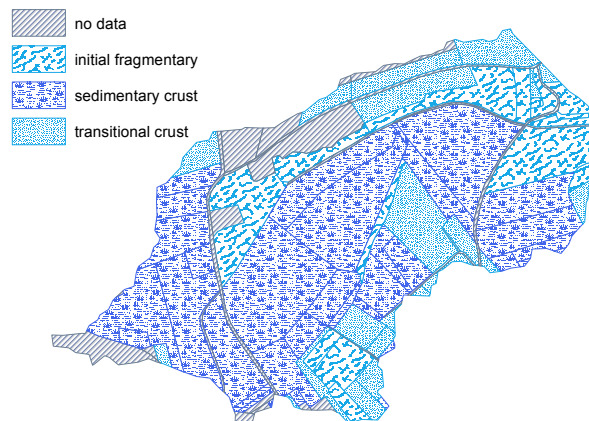 no data
initial fragmentary
sedimentary crust
transitional crust